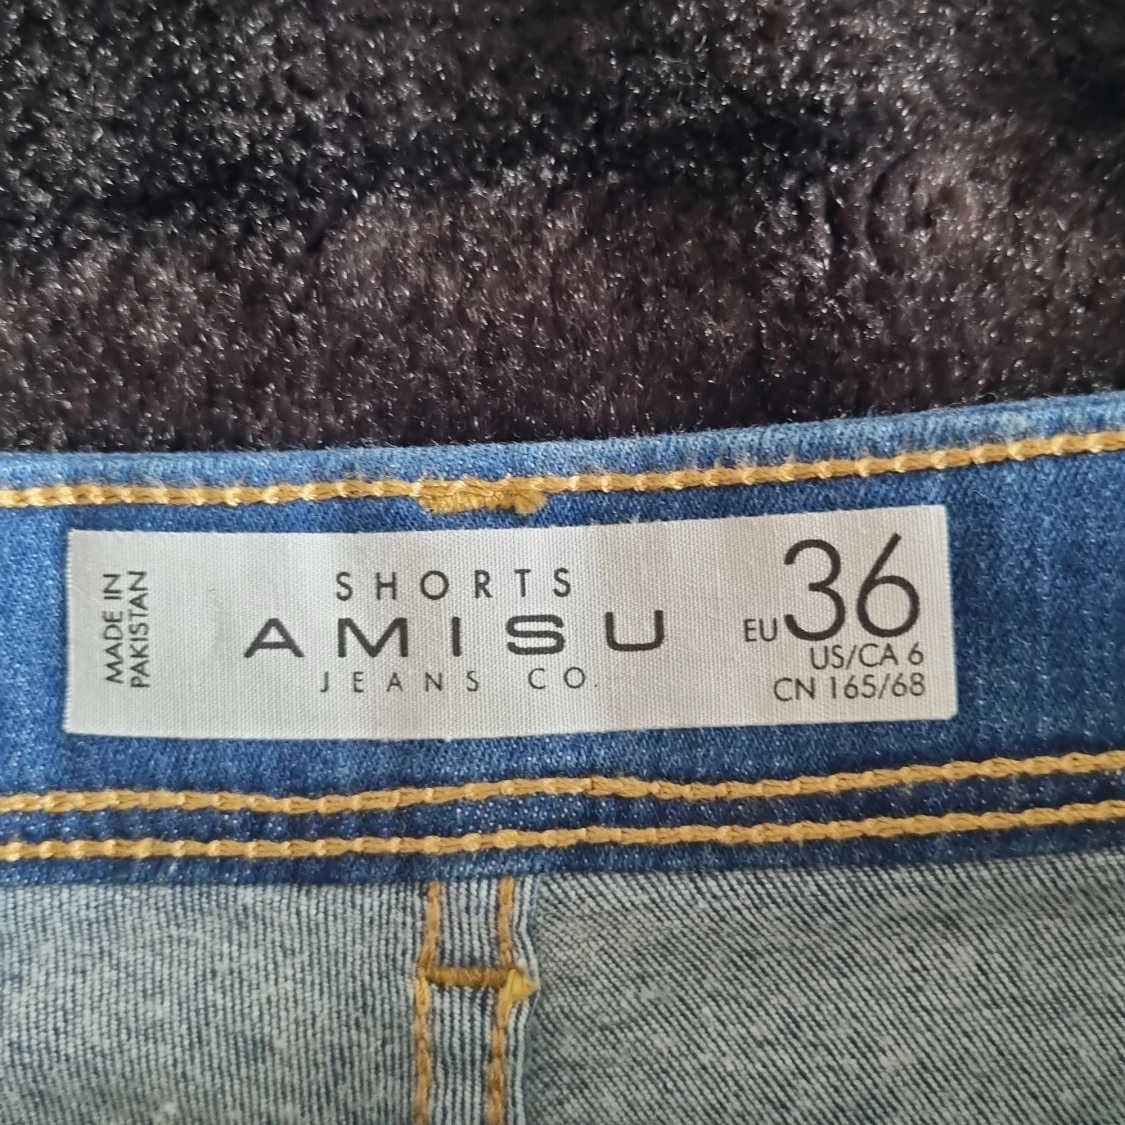 MADE IN
PAKISTAN
SHORTS
AMISU
JEANS CO.
EU 36
US/CA 6
CN 165/68